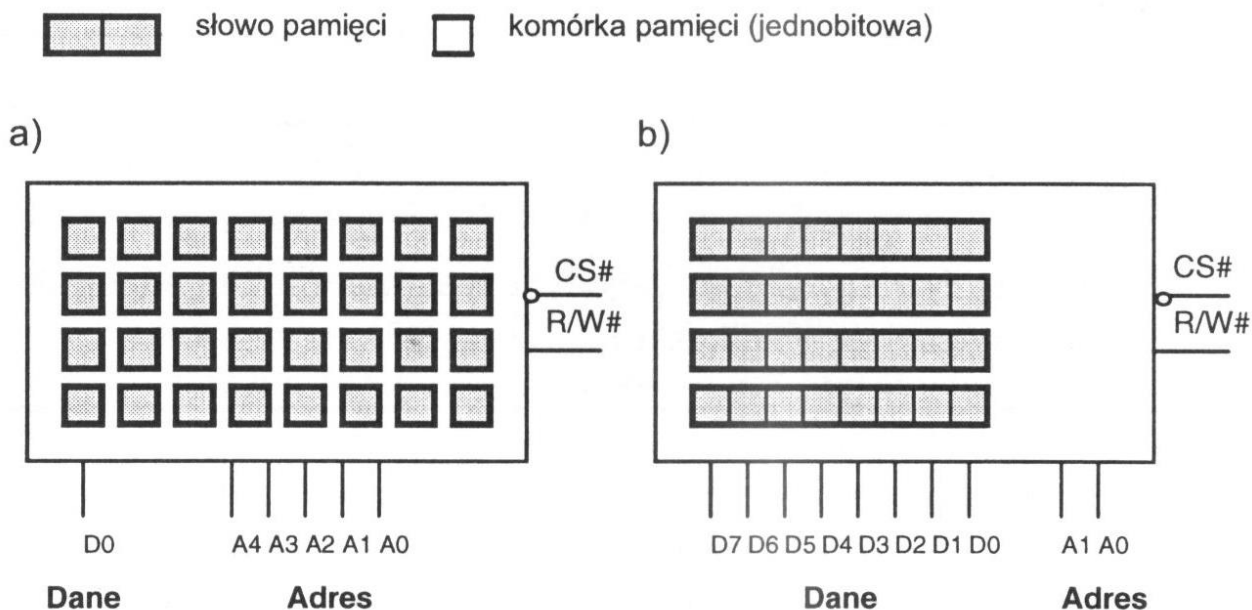 słowo pamięci komórka pamięci (jednobitowa)
a) b)
CS# CS#
R/W# R/W#
D0 A4 A3 A2 A1 A0 D7 D6 D5 D4 D3 D2 D1 D0 A1 A0
Dane Adres Dane Adres